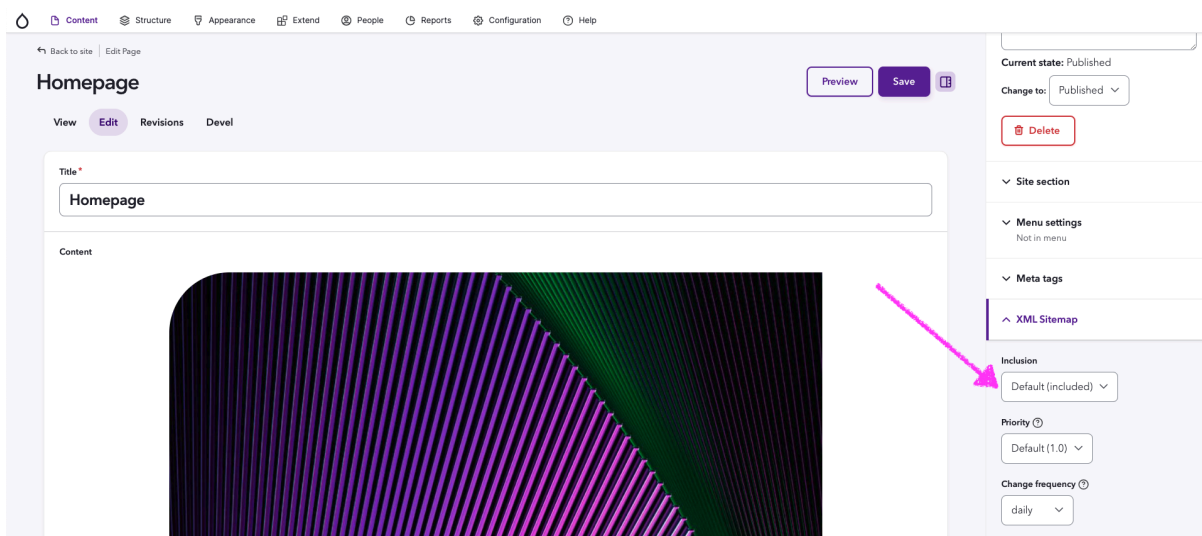 Content Structure Appearance Extend People Reports Configuration Help
Back to site Edit Page
Homepage
Preview Save
View Edit Revisions Devel
Title*
Homepage
Content
Current state: Published
Change to: Published
Delete
Site section
Menu settings
Not in menu
Meta tags
XML Sitemap
Inclusion
Default (included)
Priority ?
Default (1.0)
Change frequency ?
daily